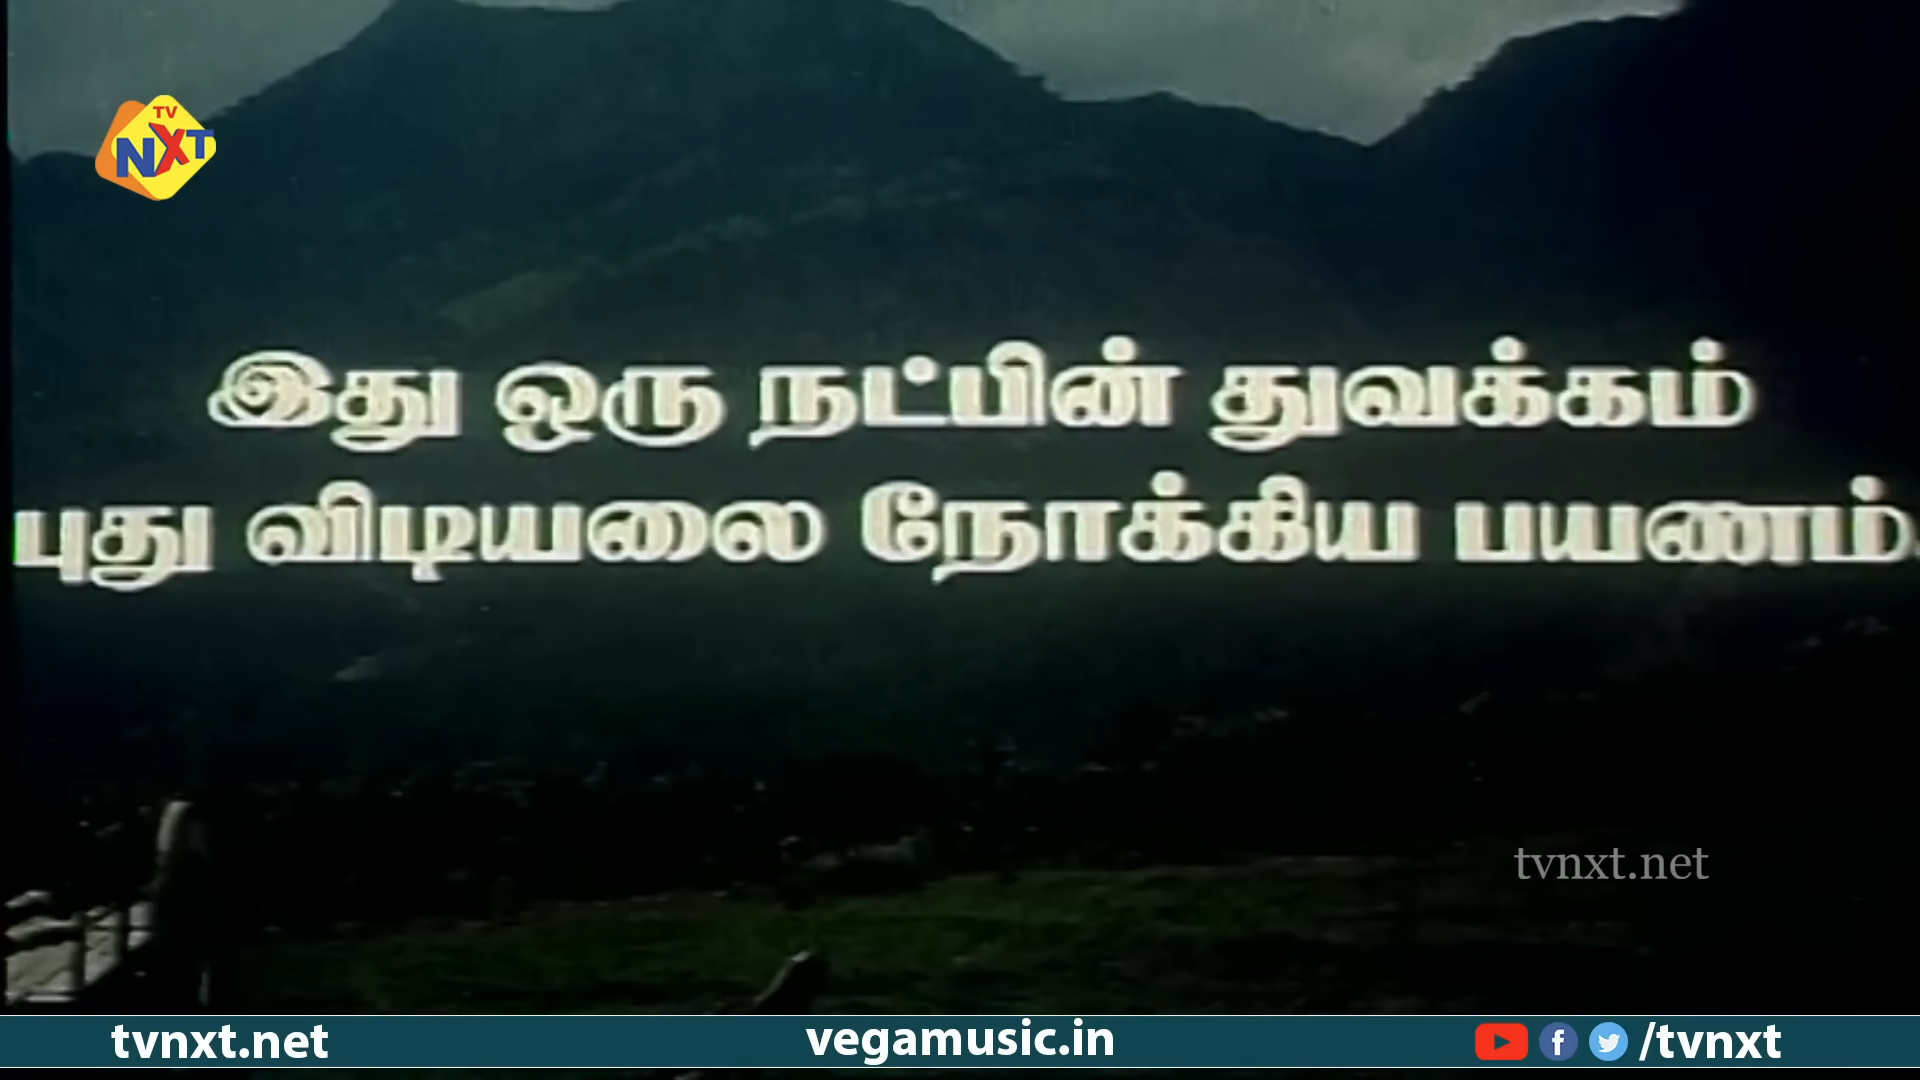 TV
NXT
இது ஒரு நட்பின் துவக்கம்
புது விடியலை நோக்கிய பயணம்.
tvnxt.net
tvnxt.net
vegamusic.in
/tvnxt